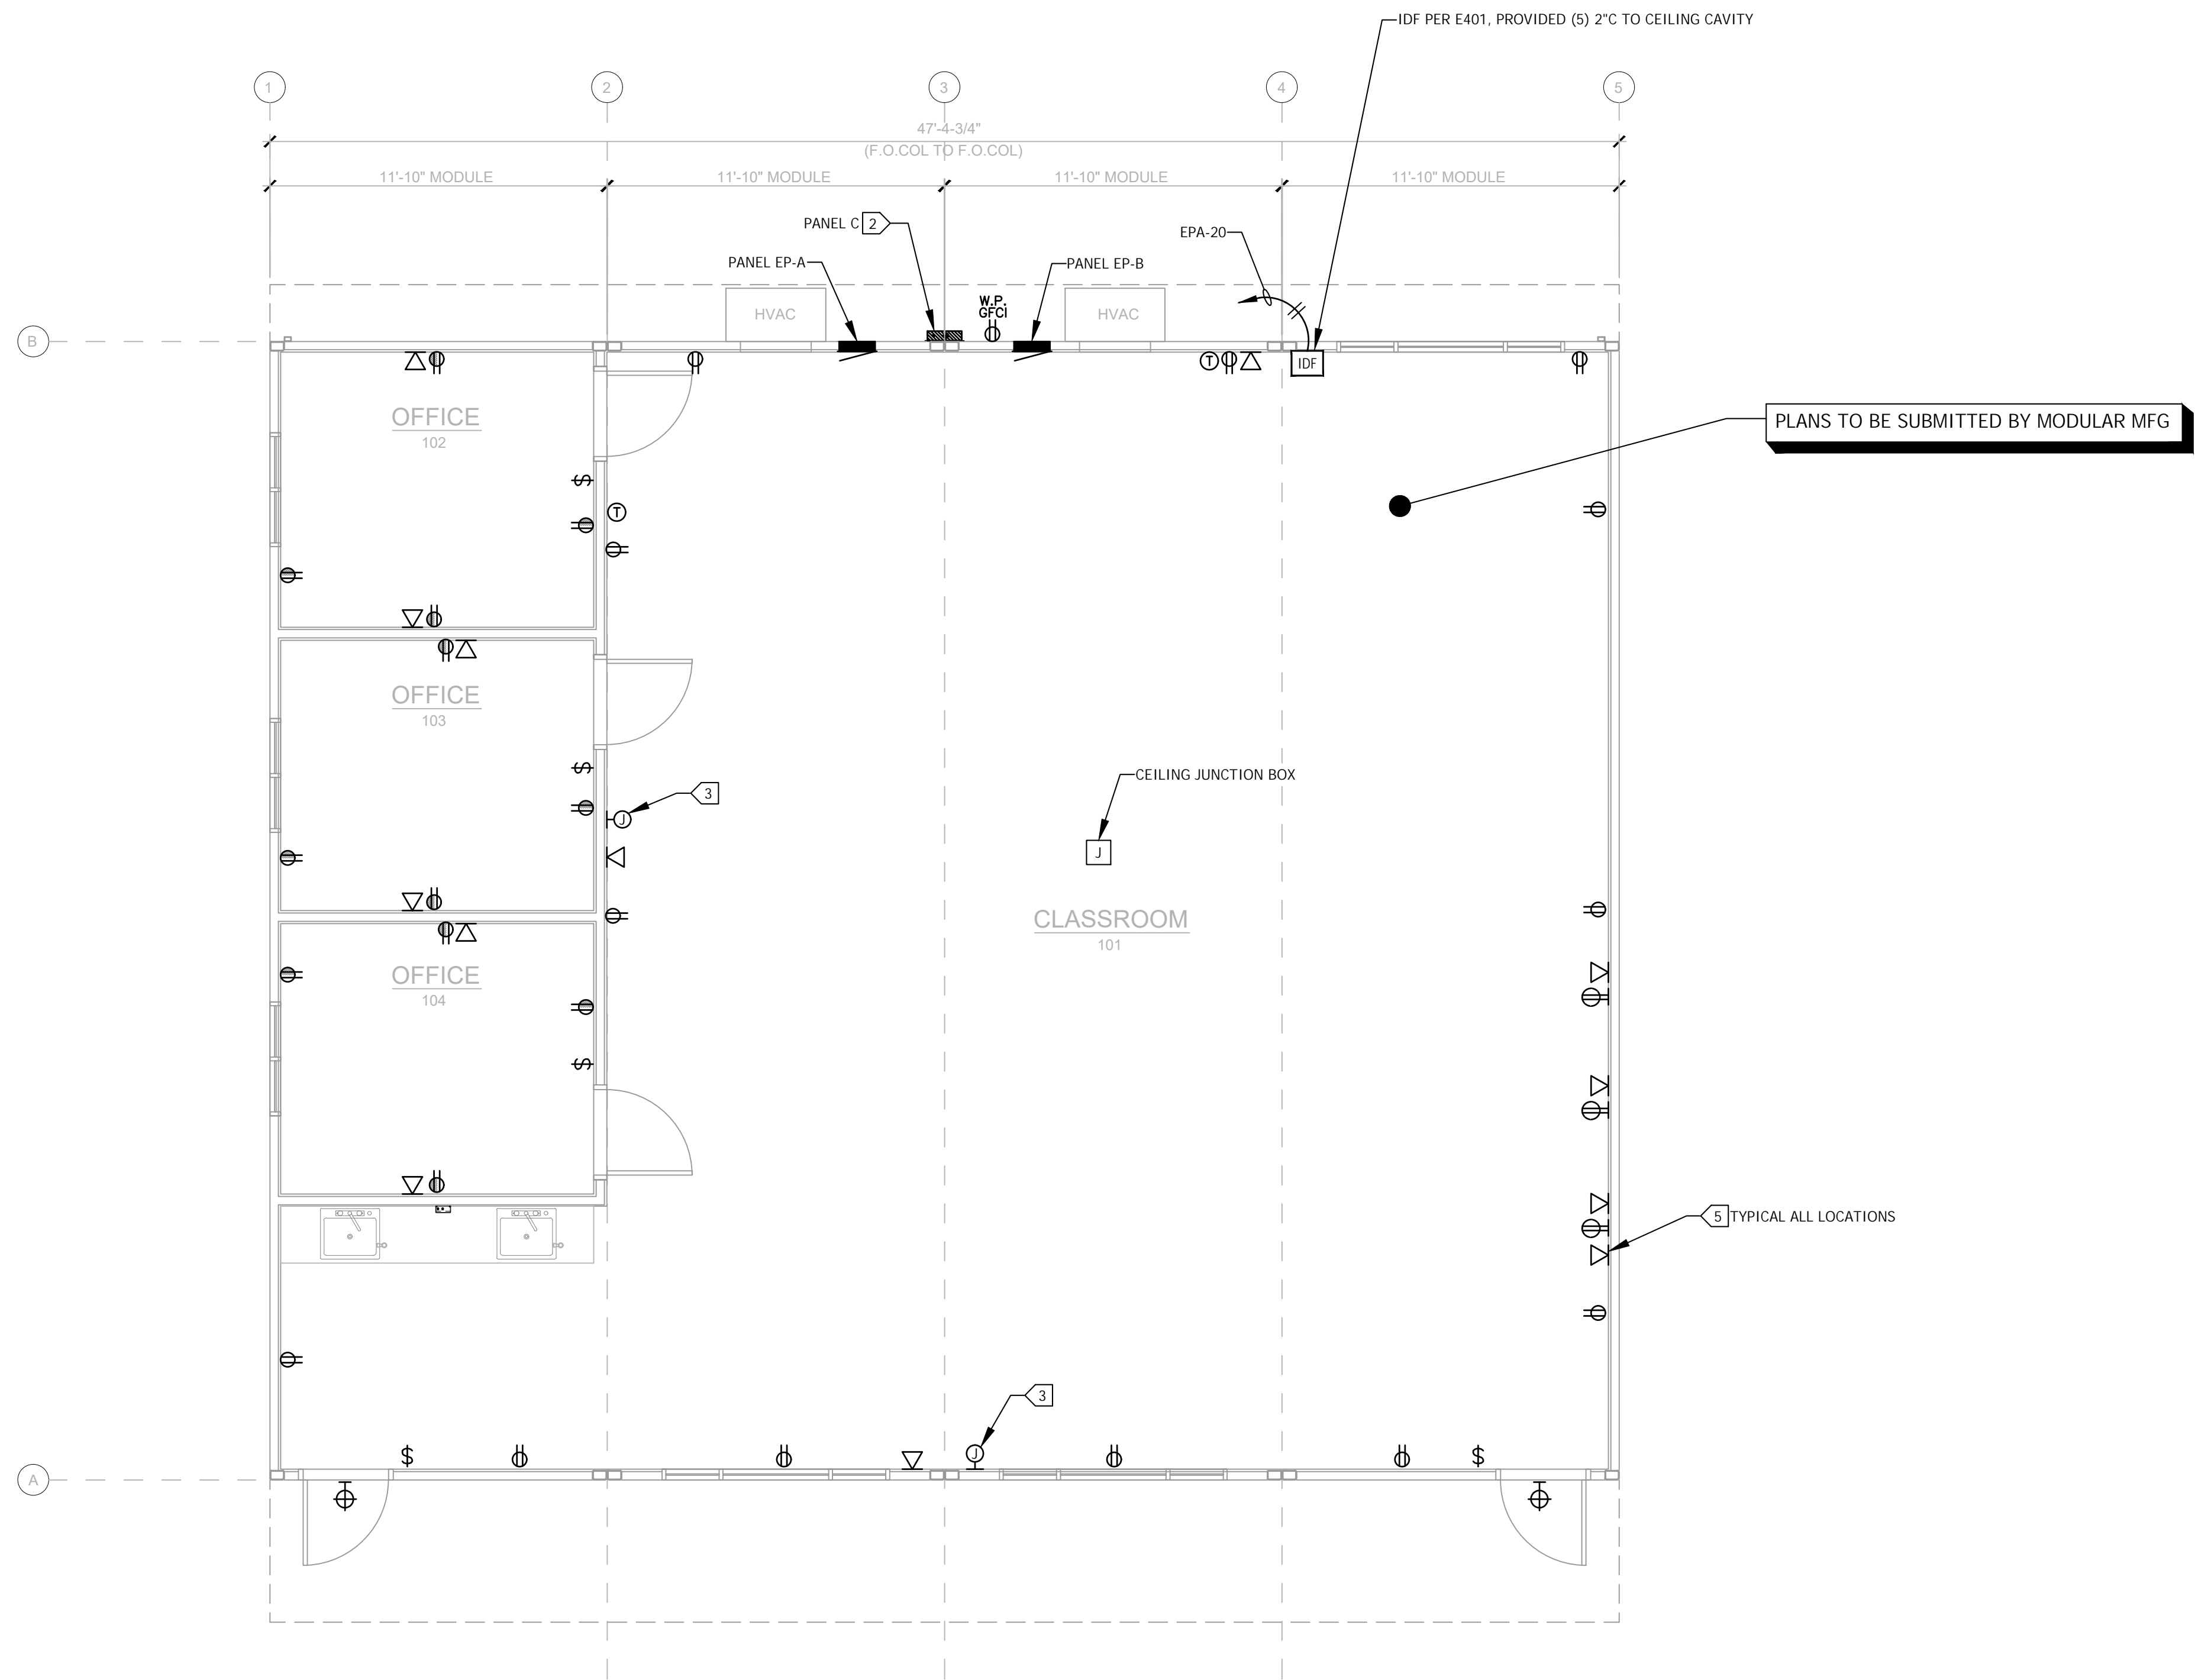 IDF PER E401, PROVIDED (5) 2"C TO CEILING CAVITY
1
2
3
4
5
47'-4-3/4"
(F.O.COL TO F.O.COL)
11'-10" MODULE
11'-10" MODULE
11'-10" MODULE
11'-10" MODULE
PANEL C 2
EPA-20
PANEL EP-A
PANEL EP-B
HVAC
W.P.
GFCI
HVAC
B
T
IDF
OFFICE
102
PLANS TO BE SUBMITTED BY MODULAR MFG
$
T
OFFICE
103
$
CEILING JUNCTION BOX
3
J
J
CLASSROOM
101
OFFICE
104
$
5 TYPICAL ALL LOCATIONS
3
$
J
$
A